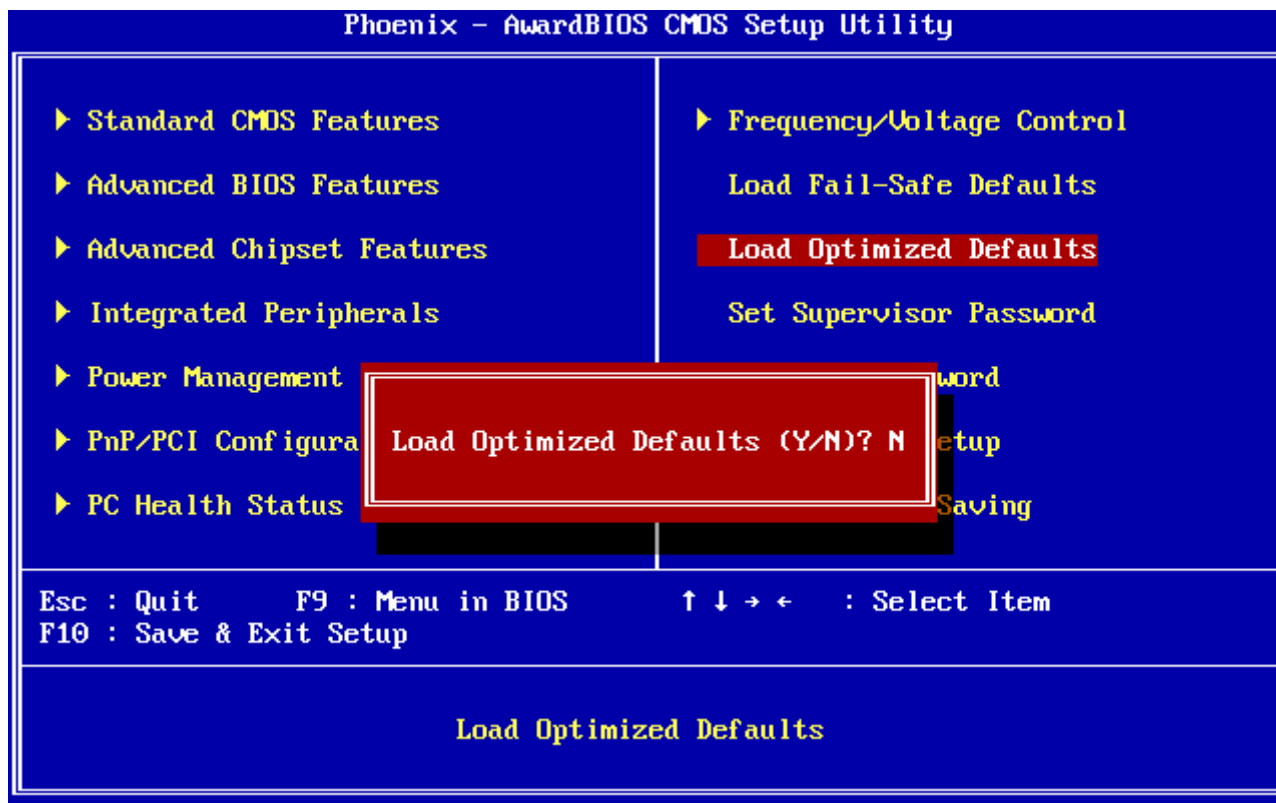 Phoenix - AwardBIOS CMOS Setup Utility
Standard CMOS Features
Advanced BIOS Features
Advanced Chipset Features
Integrated Peripherals
Power Management
PnP/PCI Configura
PC Health Status
Frequency/Voltage Control
Load Fail-Safe Defaults
Load Optimized Defaults
Set Supervisor Password
word
etup
Saving
Load Optimized Defaults (Y/N)? N
Esc : Quit F9 : Menu in BIOS ↑ ↓ → ← : Select Item
F10 : Save & Exit Setup
Load Optimized Defaults